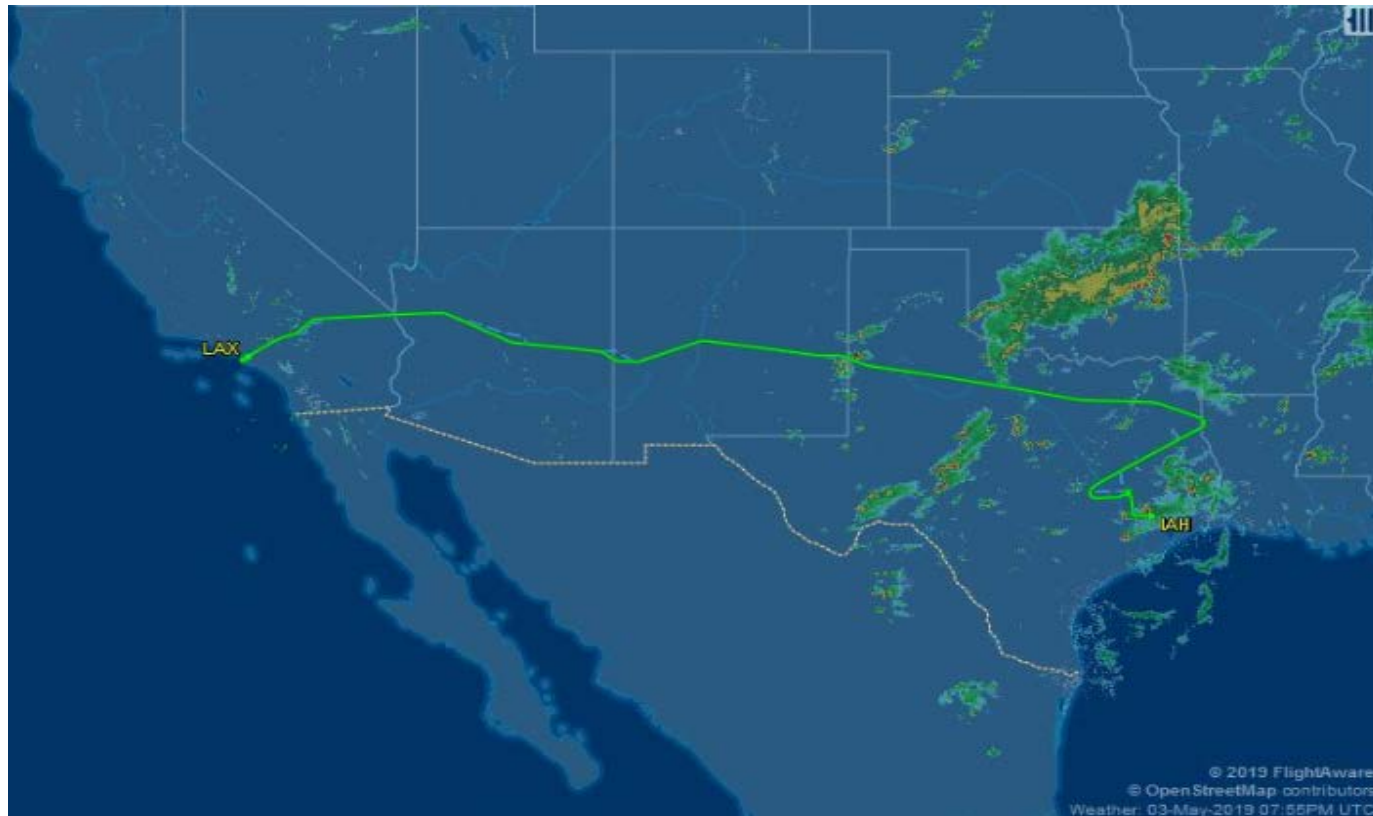 LAX
IAH
© 2019 FlightAware
© OpenStreetMap contributors
Weather: 03-May-2019 07:55PM UTC